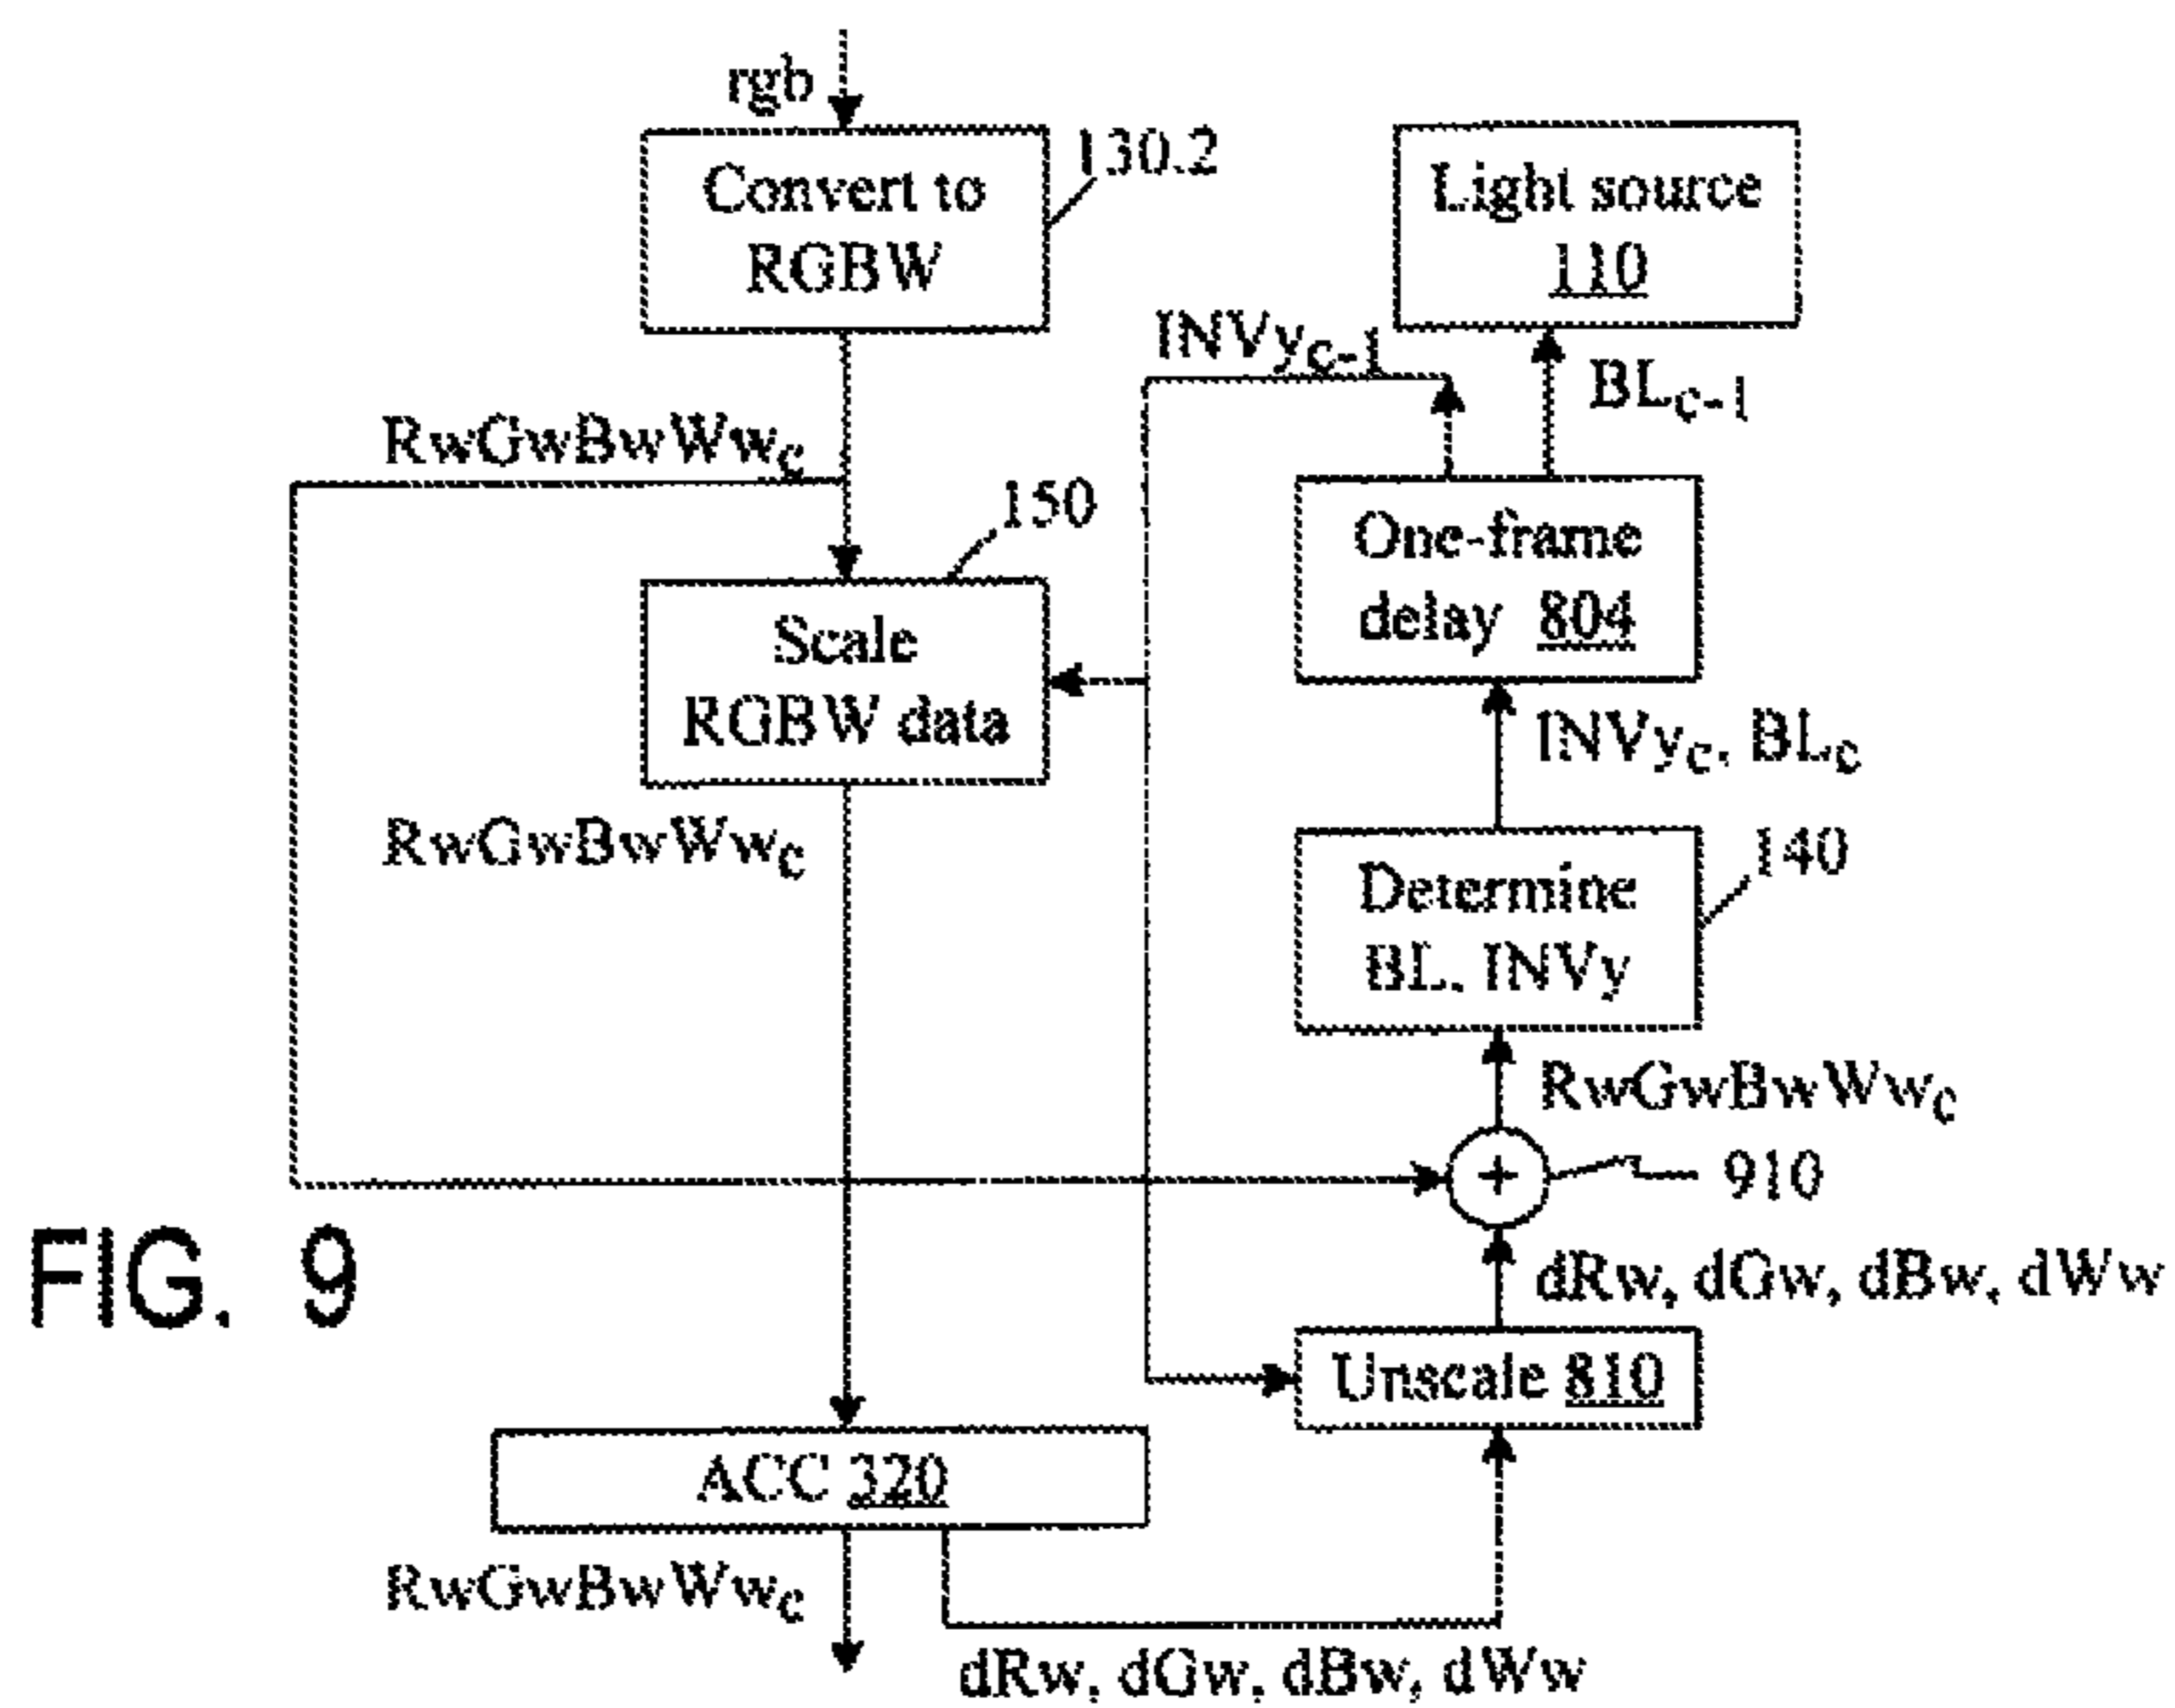 rgb
Convert to
RGBW
130.2
Light source
110
INVyc-1
BLc-1
RwGwBwWwc
150
One-frame
delay 804
Scale
RGBW data
INVyc, BLc
RwGwBwWwc
140
Determine
BL, INVy
RwGwBwWwc
910
+
FIG. 9
dRw, dGw, dBw, dWw
Unscale 810
ACC 320
RwGwBwWwc
dRw, dGw, dBw, dWw